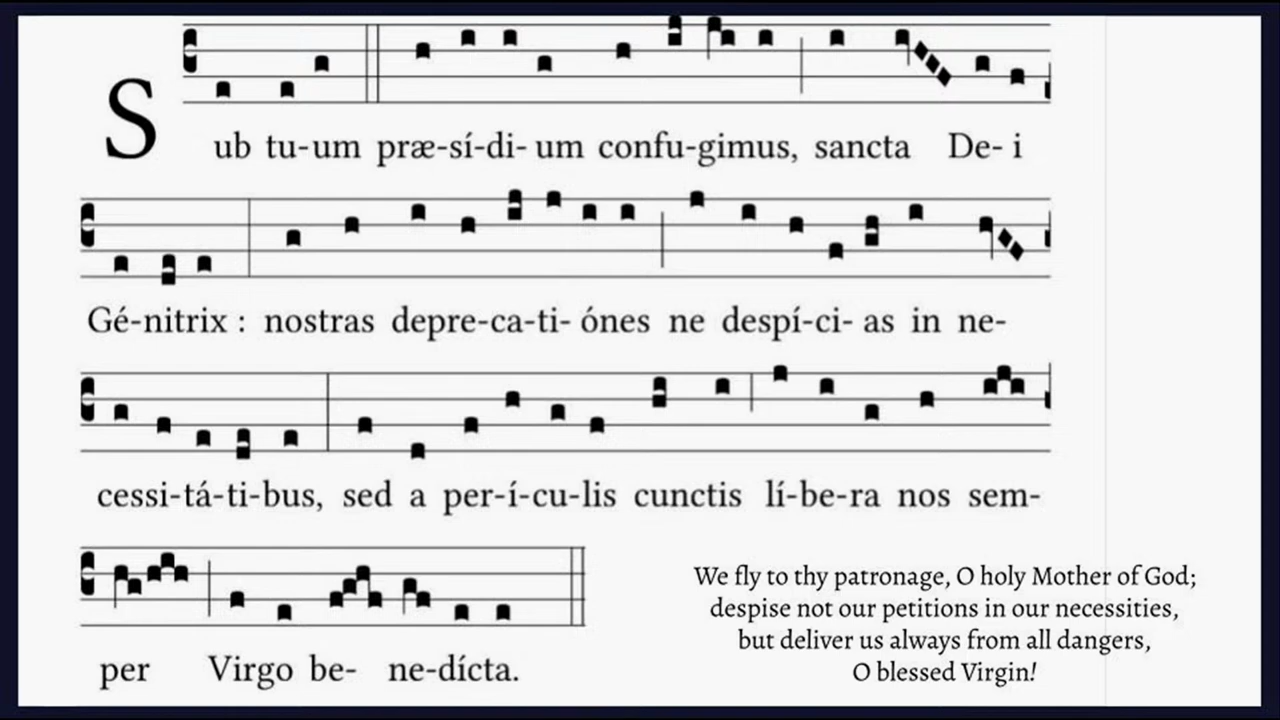 Sub tu-um præ-sí-di-um confu-gimus, sancta De-i
Gé-nitrix : nostras depre-ca-ti-ónes ne despí-ci-as in ne-
cessi-tá-ti-bus, sed a per-í-cu-lis cunctis lí-be-ra nos sem-
per Virgo be- ne-dícta.
We fly to thy patronage, O holy Mother of God;
despise not our petitions in our necessities,
but deliver us always from all dangers,
O blessed Virgin!